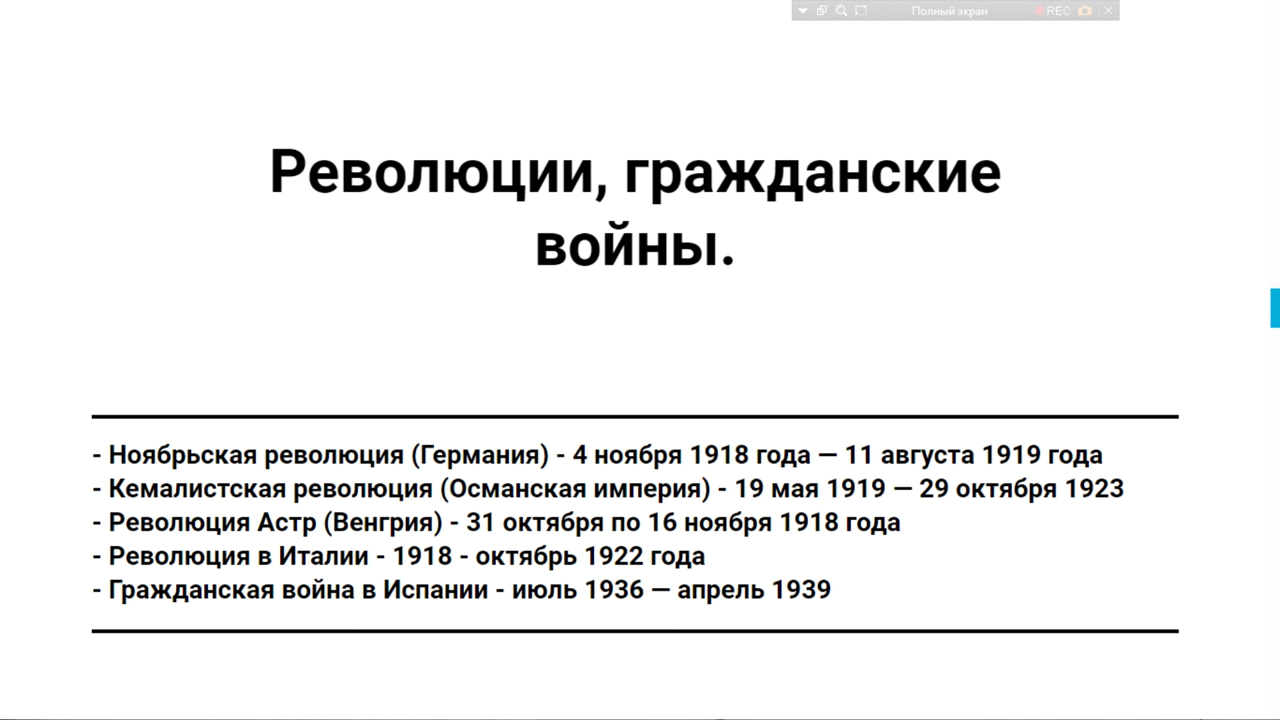 Полный экран
REC
Революции, гражданские
войны.
- Ноябрьская революция (Германия) - 4 ноября 1918 года — 11 августа 1919 года
- Кемалистская революция (Османская империя) - 19 мая 1919 — 29 октября 1923
- Революция Астр (Венгрия) - 31 октября по 16 ноября 1918 года
- Революция в Италии - 1918 - октябрь 1922 года
- Гражданская война в Испании - июль 1936 — апрель 1939